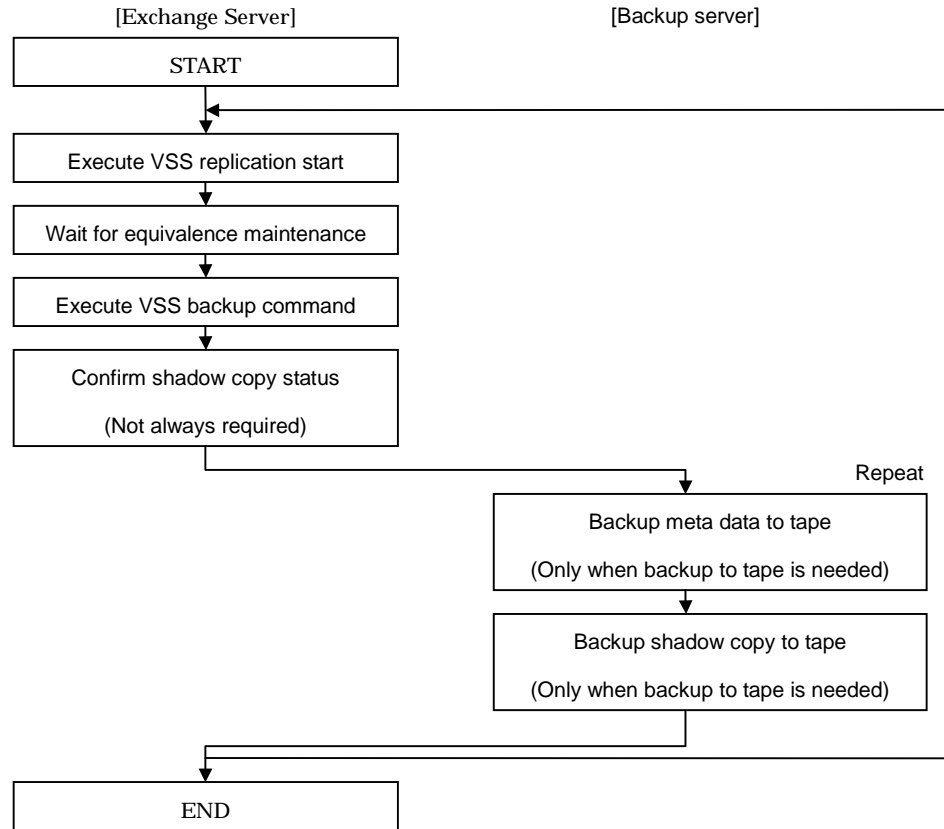 [Exchange Server]
[Backup server]
START
Execute VSS replication start
Wait for equivalence maintenance
Execute VSS backup command
Confirm shadow copy status
(Not always required)
Repeat
Backup meta data to tape
(Only when backup to tape is needed)
Backup shadow copy to tape
(Only when backup to tape is needed)
END